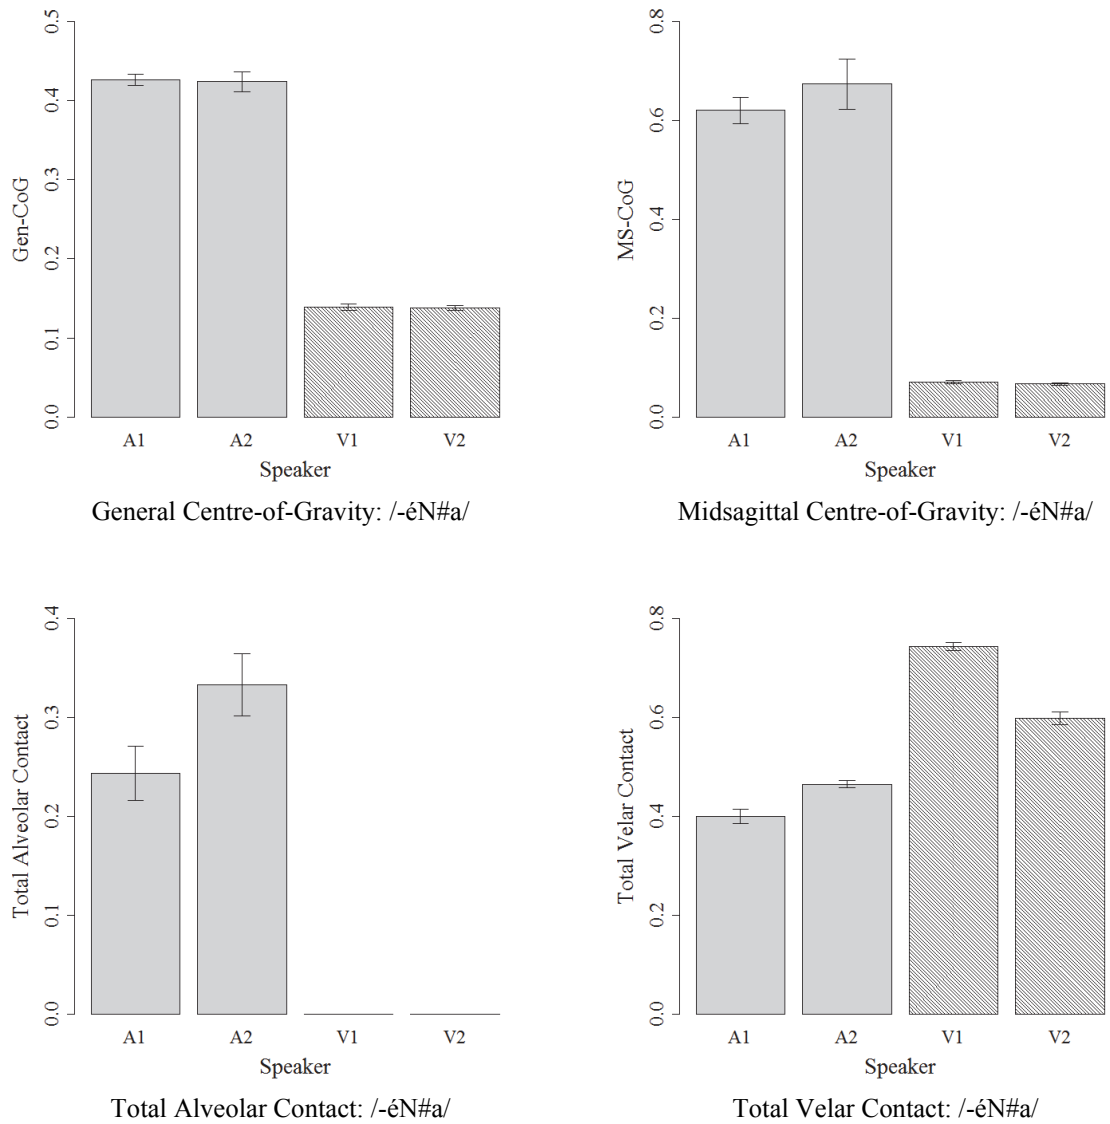 Gen-CoG
0.5
0.4
0.3
0.2
0.1
0.0
A1 A2 V1 V2
Speaker
General Centre-of-Gravity: /-éN#a/
MS-CoG
0.8
0.6
0.4
0.2
0.0
A1 A2 V1 V2
Speaker
Midsagittal Centre-of-Gravity: /-éN#a/
Total Alveolar Contact
0.4
0.3
0.2
0.1
0.0
A1 A2 V1 V2
Speaker
Total Alveolar Contact: /-éN#a/
Total Velar Contact
0.8
0.6
0.4
0.2
0.0
A1 A2 V1 V2
Speaker
Total Velar Contact: /-éN#a/